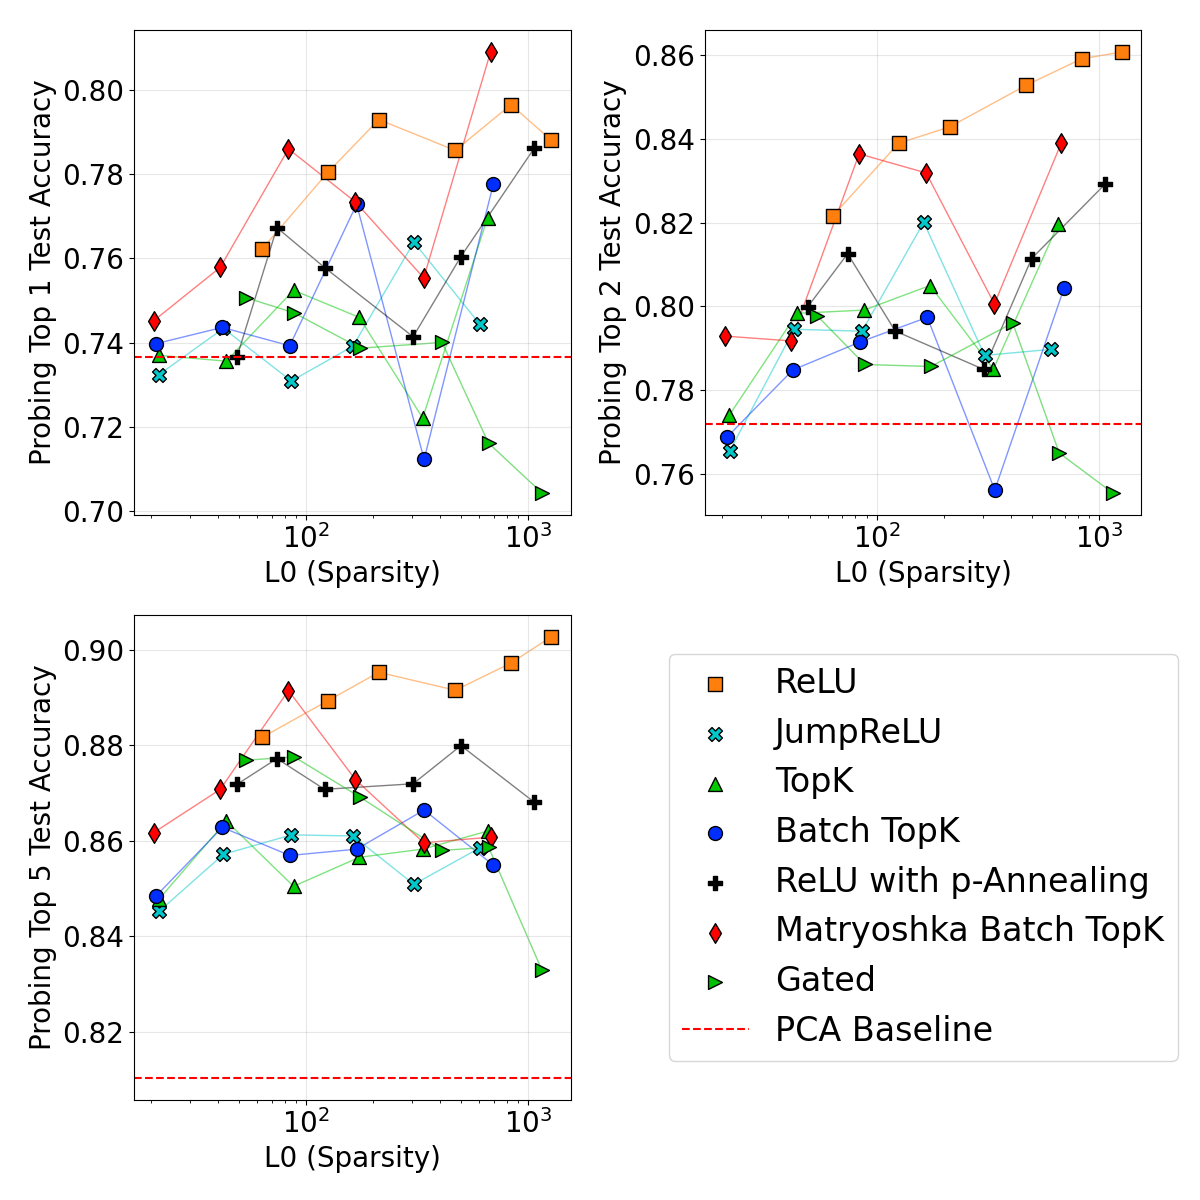 Probing Top 1 Test Accuracy
0.80
0.78
0.76
0.74
0.72
0.70
10²
10³
L0 (Sparsity)
Probing Top 2 Test Accuracy
0.86
0.84
0.82
0.80
0.78
0.76
10²
10³
L0 (Sparsity)
Probing Top 5 Test Accuracy
0.90
0.88
0.86
0.84
0.82
10²
10³
L0 (Sparsity)
ReLU
JumpReLU
TopK
Batch TopK
ReLU with p-Annealing
Matryoshka Batch TopK
Gated
PCA Baseline